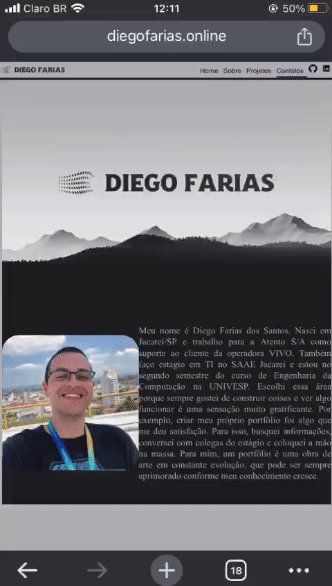 Claro BR 12:11 50%
diegofarias.online
DIEGO FARIAS Home Sobre Projetos Contatos
DIEGO FARIAS
Meu nome é Diego Farias dos Santos. Nasci em
Jacareí/SP e trabalho para a Atento S/A como
suporte ao cliente da operadora VIVO. Também
faço estágio em TI no SAAE Jacareí e estou no
segundo semestre do curso de Engenharia da
Computação na UNIVESP. Escolhi essa área
porque sempre gostei de construir coisas e ver algo
funcionar é uma sensação muito gratificante. Por
exemplo, criar meu próprio portfólio foi algo que
me deu satisfação. Para isso, busquei informações,
conversei com colegas do estágio e coloquei a mão
na massa. Para mim, um portfólio é uma obra de
arte em constante evolução, que pode ser sempre
aprimorado conforme meu conhecimento cresce.
18